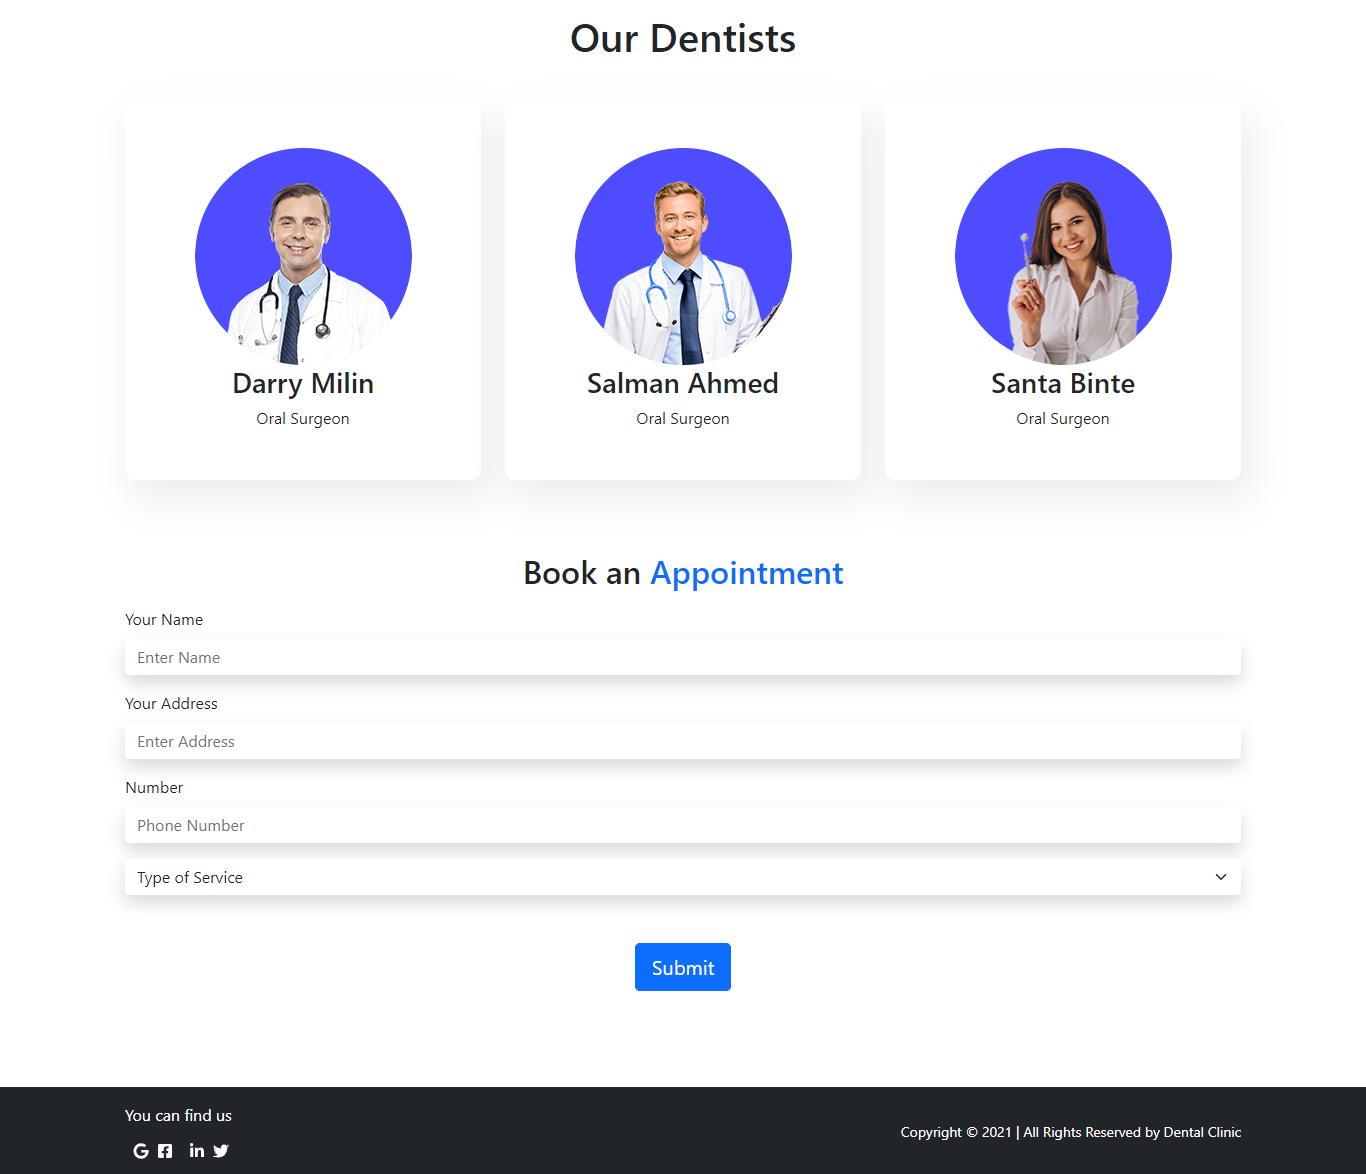 Our Dentists
Darry Milin
Oral Surgeon
Salman Ahmed
Oral Surgeon
Santa Binte
Oral Surgeon
Book an Appointment
Your Name
Enter Name
Your Address
Enter Address
Number
Phone Number
Type of Service
Submit
You can find us
Copyright © 2021 | All Rights Reserved by Dental Clinic